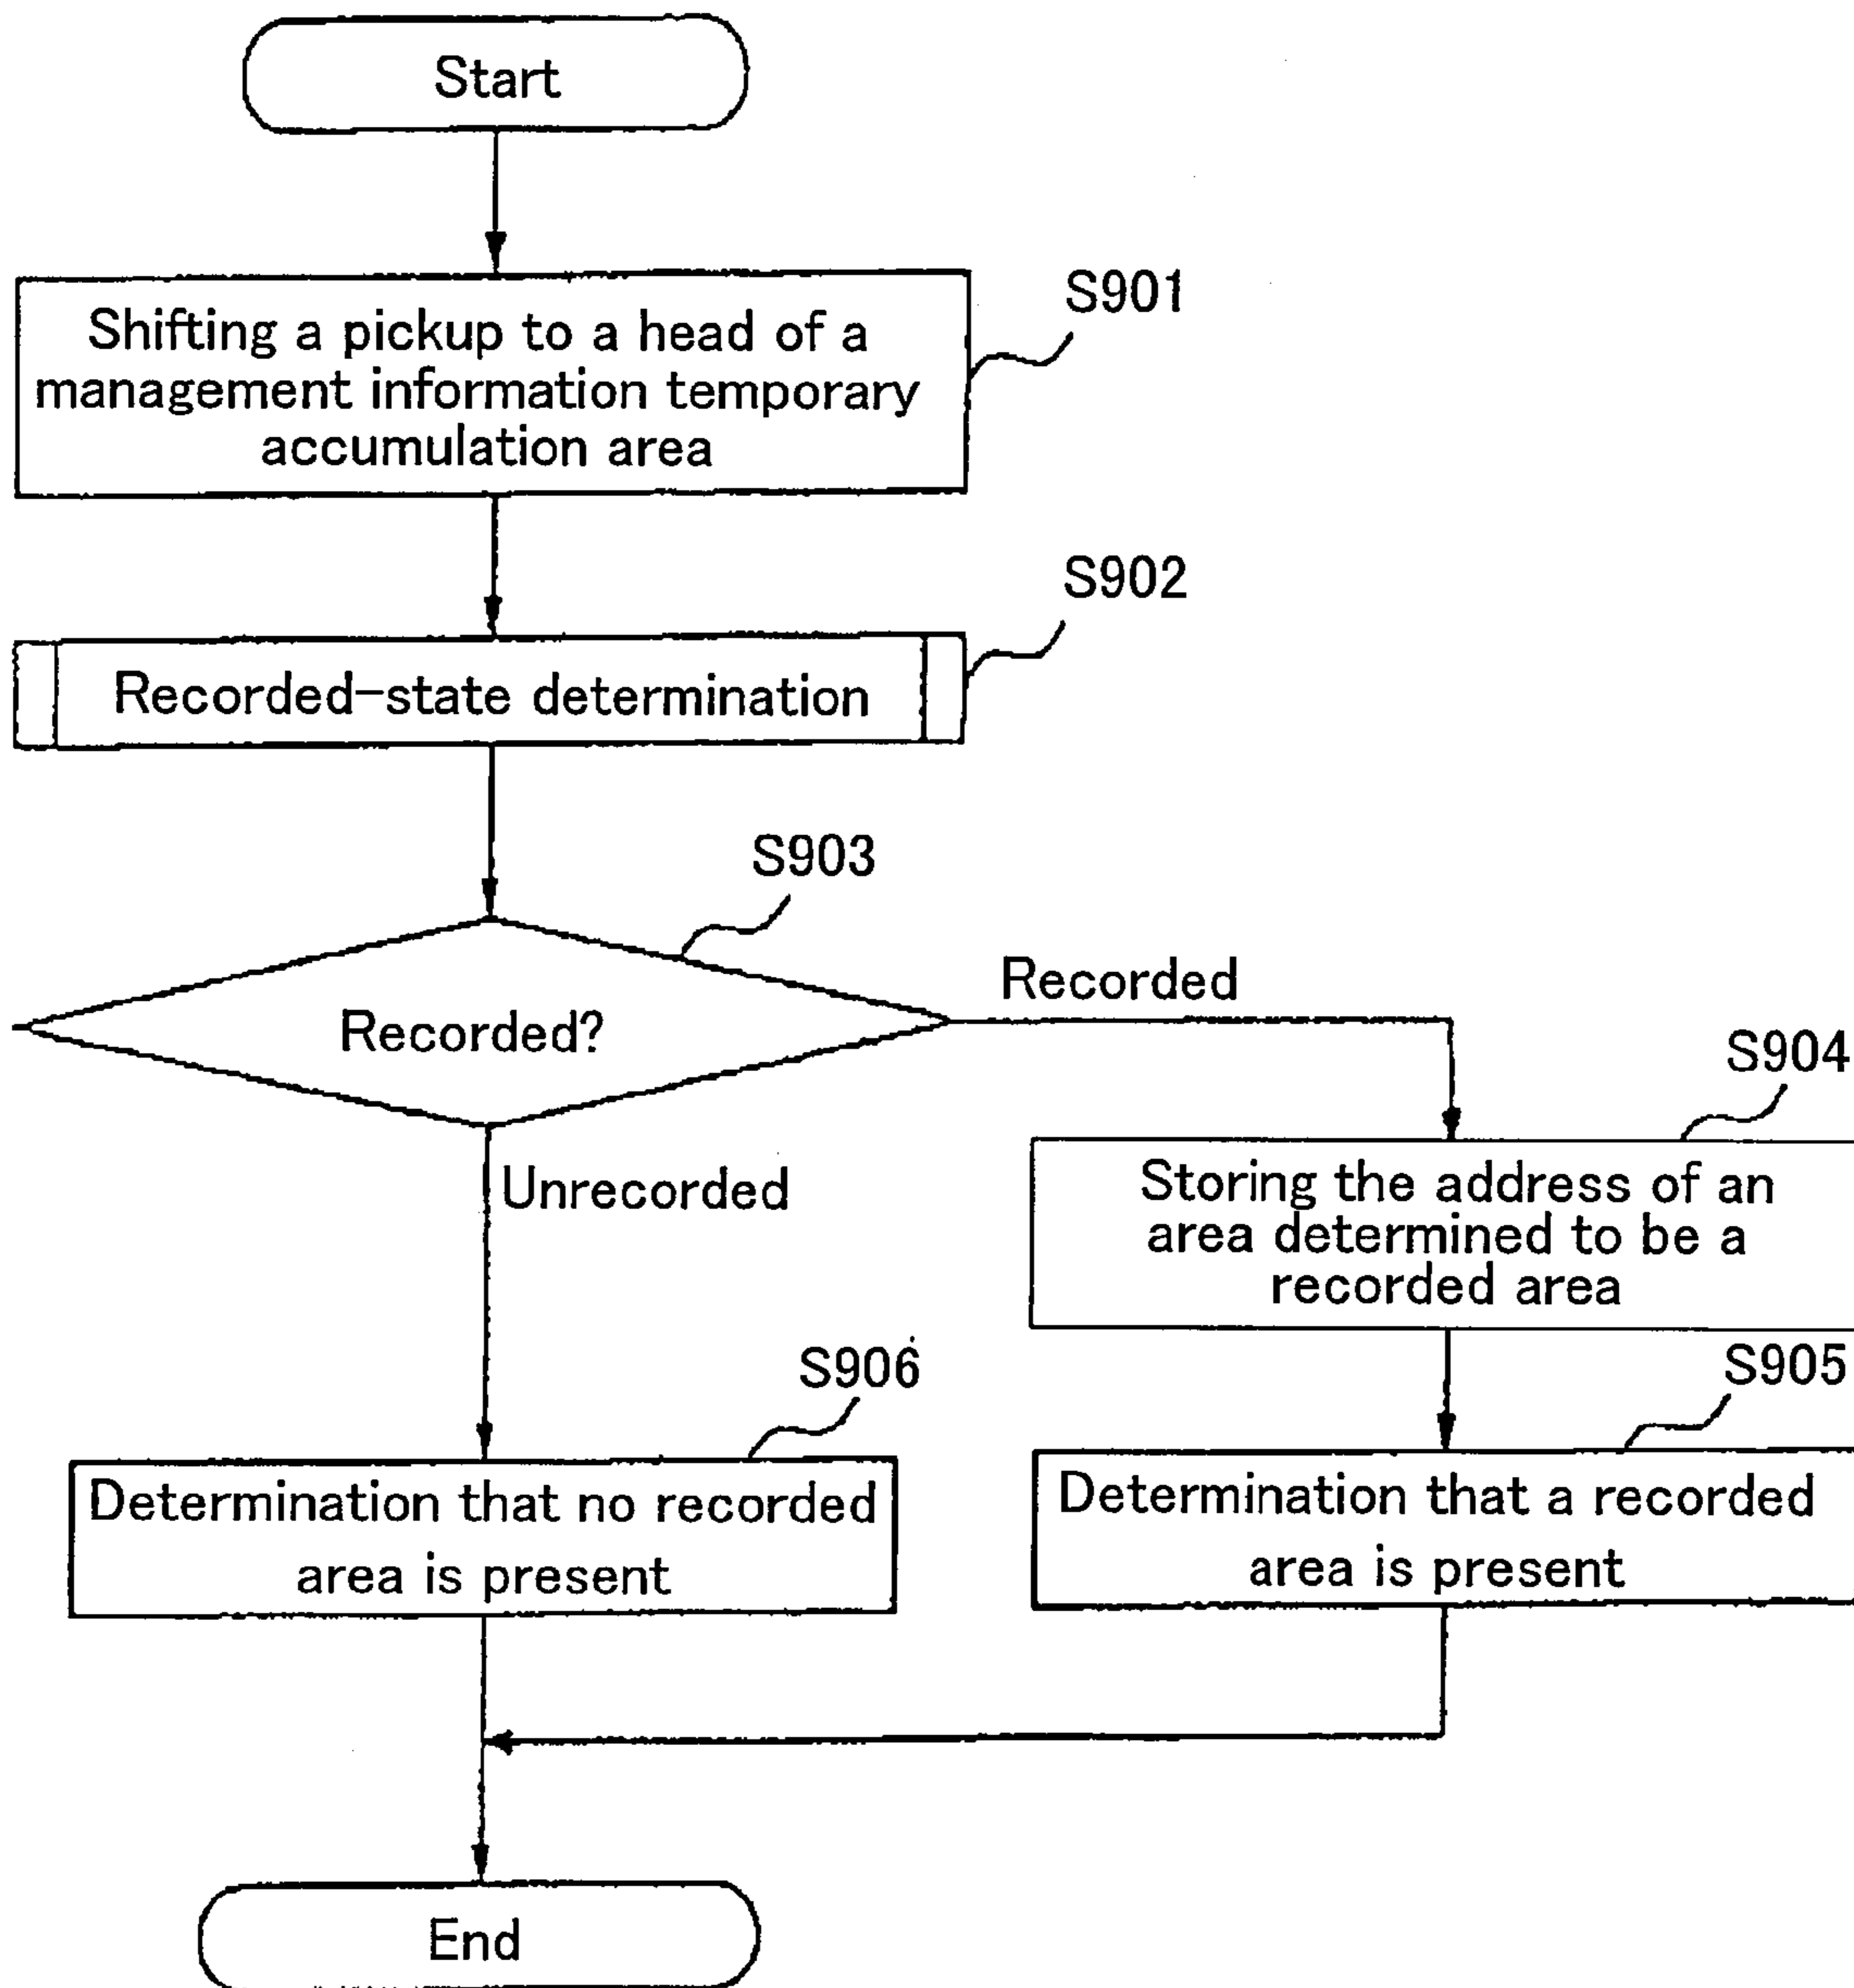 Start
S901
Shifting a pickup to a head of a
management information temporary
accumulation area
S902
Recorded-state determination
S903
Recorded?
Recorded
Unrecorded
S904
Storing the address of an
area determined to be a
recorded area
S906
Determination that no recorded
area is present
S905
Determination that a recorded
area is present
End